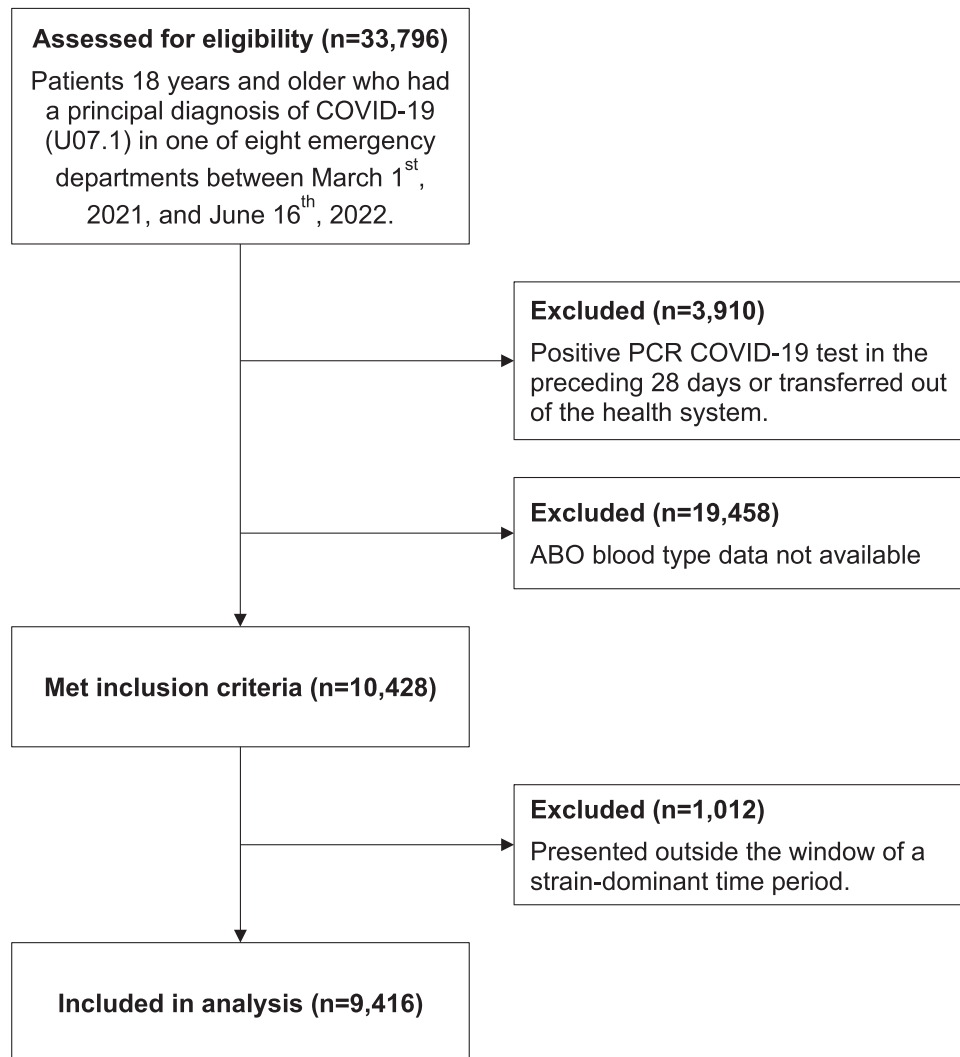 Assessed for eligibility (n=33,796)
Patients 18 years and older who had
a principal diagnosis of COVID-19
(U07.1) in one of eight emergency
departments between March 1st,
2021, and June 16th, 2022.
Excluded (n=3,910)
Positive PCR COVID-19 test in the
preceding 28 days or transferred out
of the health system.
Excluded (n=19,458)
ABO blood type data not available
Met inclusion criteria (n=10,428)
Excluded (n=1,012)
Presented outside the window of a
strain-dominant time period.
Included in analysis (n=9,416)